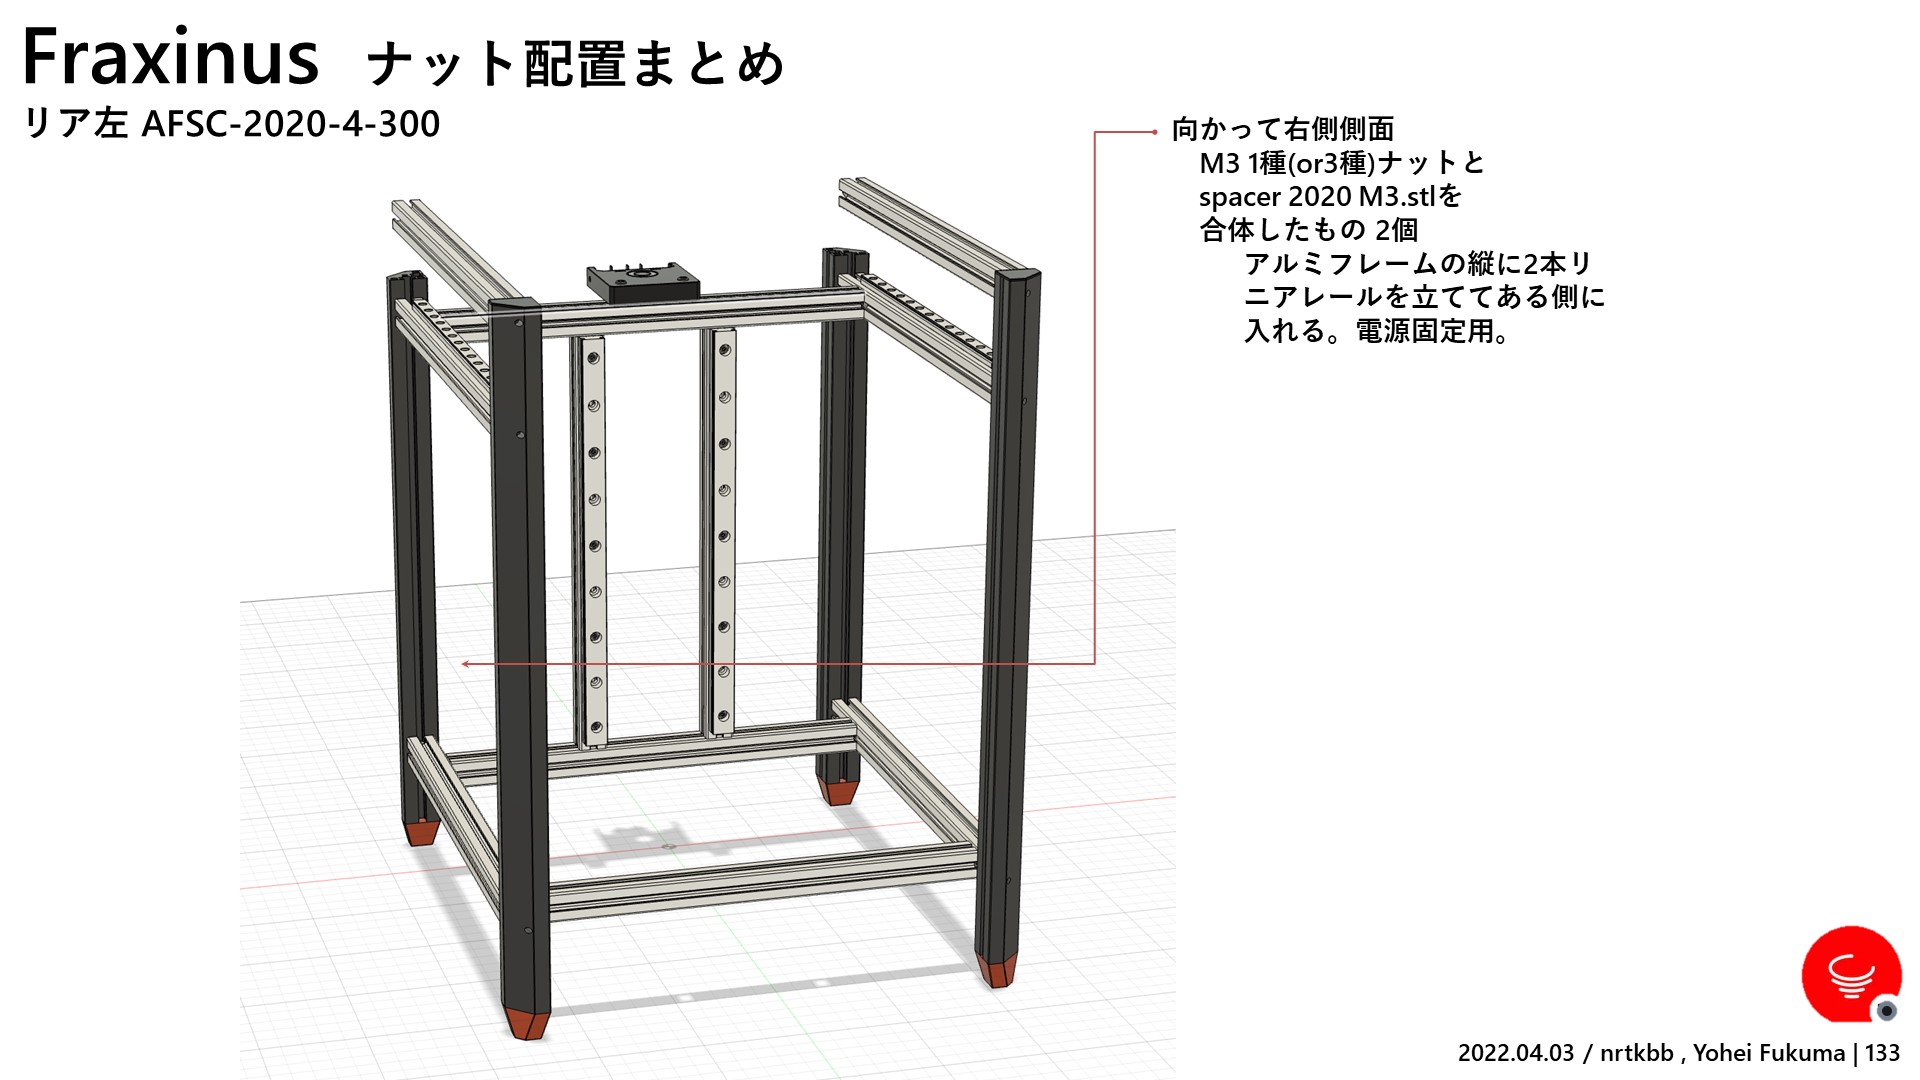 Fraxinus ナット配置まとめ
リア左 AFSC-2020-4-300
向かって右側側面
M3 1種(or3種)ナットと
spacer 2020 M3.stlを
合体したもの 2個
アルミフレームの縦に2本リ
ニアレールを立ててある側に
入れる。電源固定用。
2022.04.03 / nrtkbb , Yohei Fukuma | 133